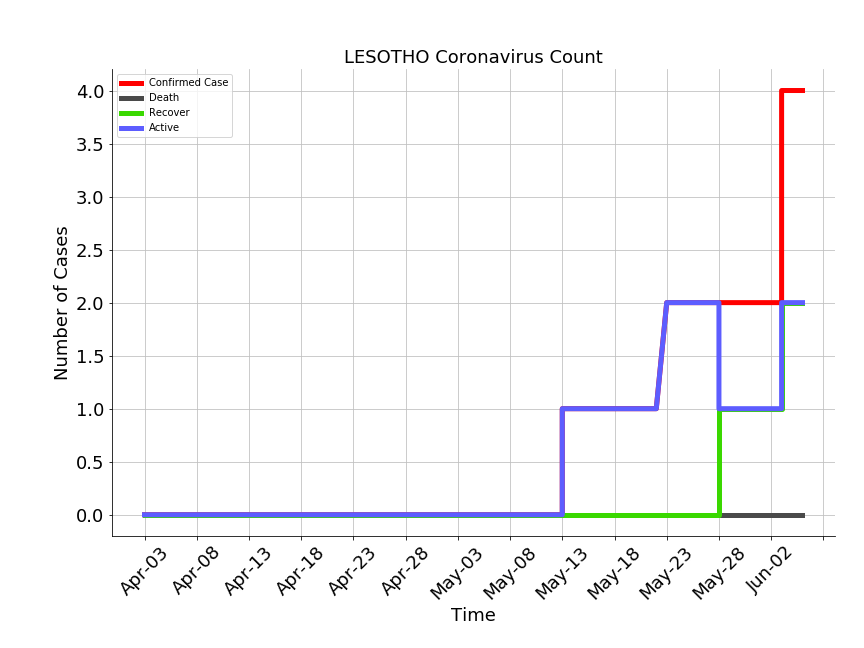 LESOTHO Coronavirus Count
Confirmed Case
Death
Recover
Active
4.0
3.5
3.0
2.5
2.0
1.5
1.0
0.5
0.0
Number of Cases
Apr-03
Apr-08
Apr-13
Apr-18
Apr-23
Apr-28
May-03
May-08
May-13
May-18
May-23
May-28
Jun-02
Time